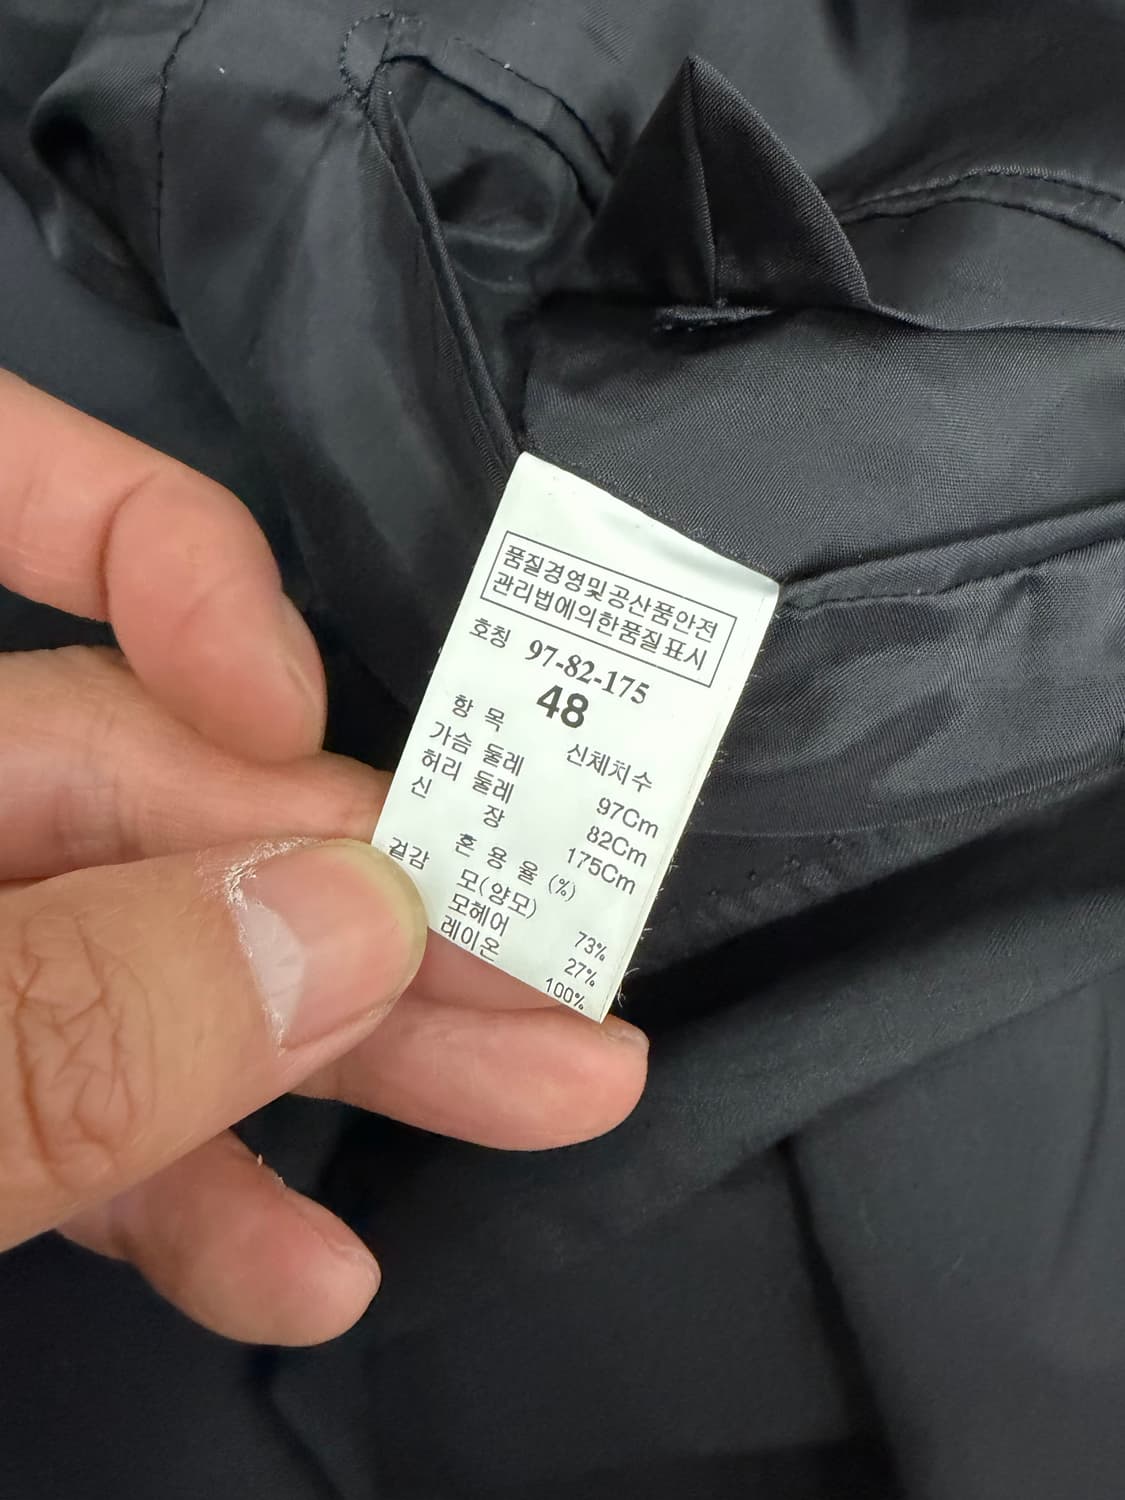 품질경영및공산품안전
관리법에의한품질표시
호칭 97-82-175
48
항 목 신체치수
가슴 둘레 97Cm
허리 둘레 82Cm
신 장 175Cm
혼 용 율 (%)
겉감 모(양모) 73%
모헤어 27%
레이온 100%